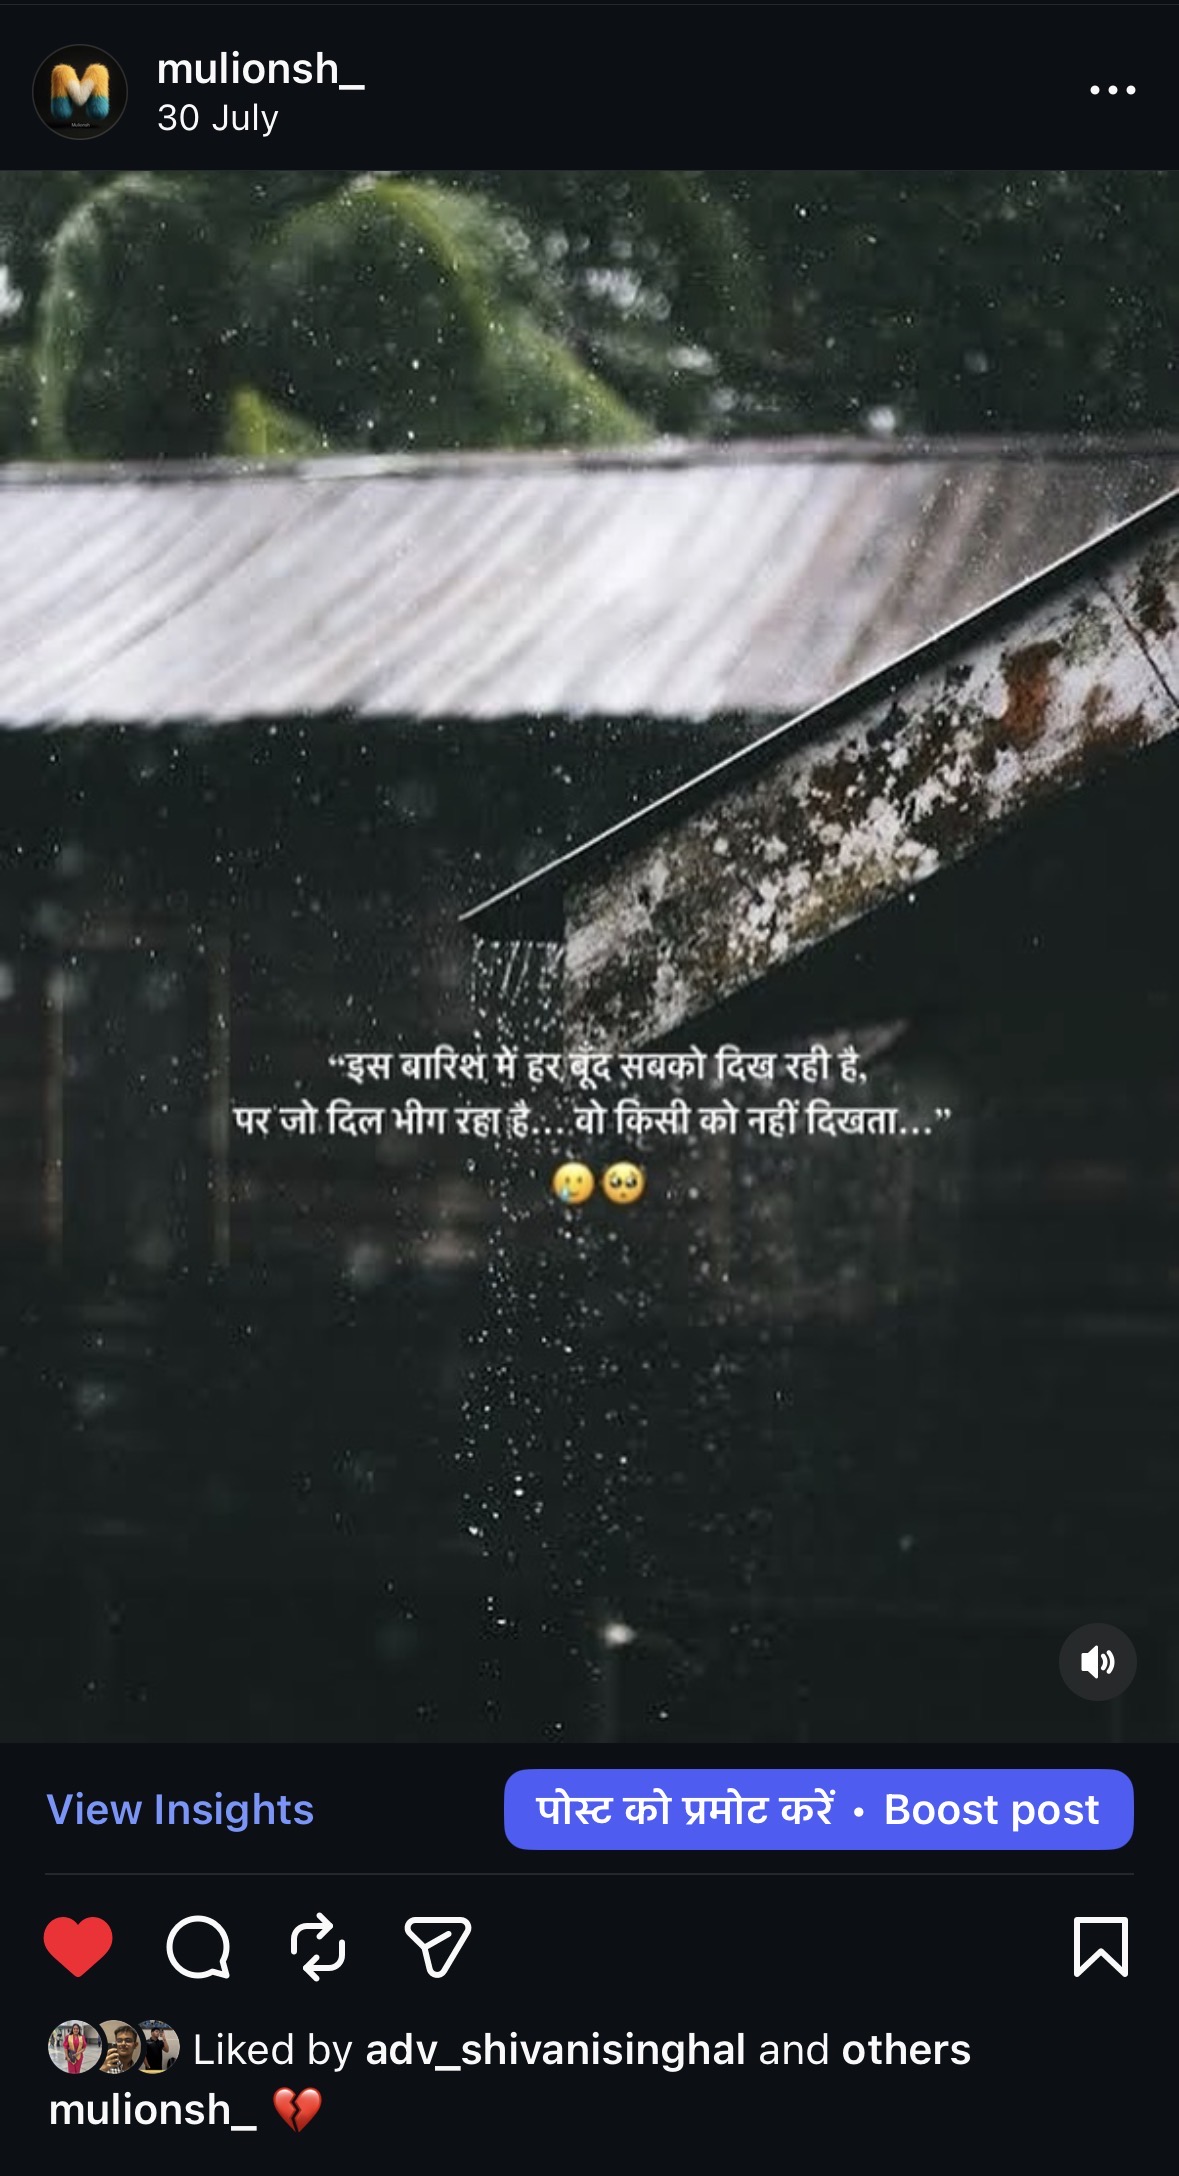 mulionsh_
30 July
“इस बारिश में हर बूँद सबको दिख रही है,
पर जो दिल भीग रहा है... वो किसी को नहीं दिखता...”
🥲🥺
View Insights
पोस्ट को प्रमोट करें • Boost post
Liked by adv_shivanisinghal and others
mulionsh_ 💔